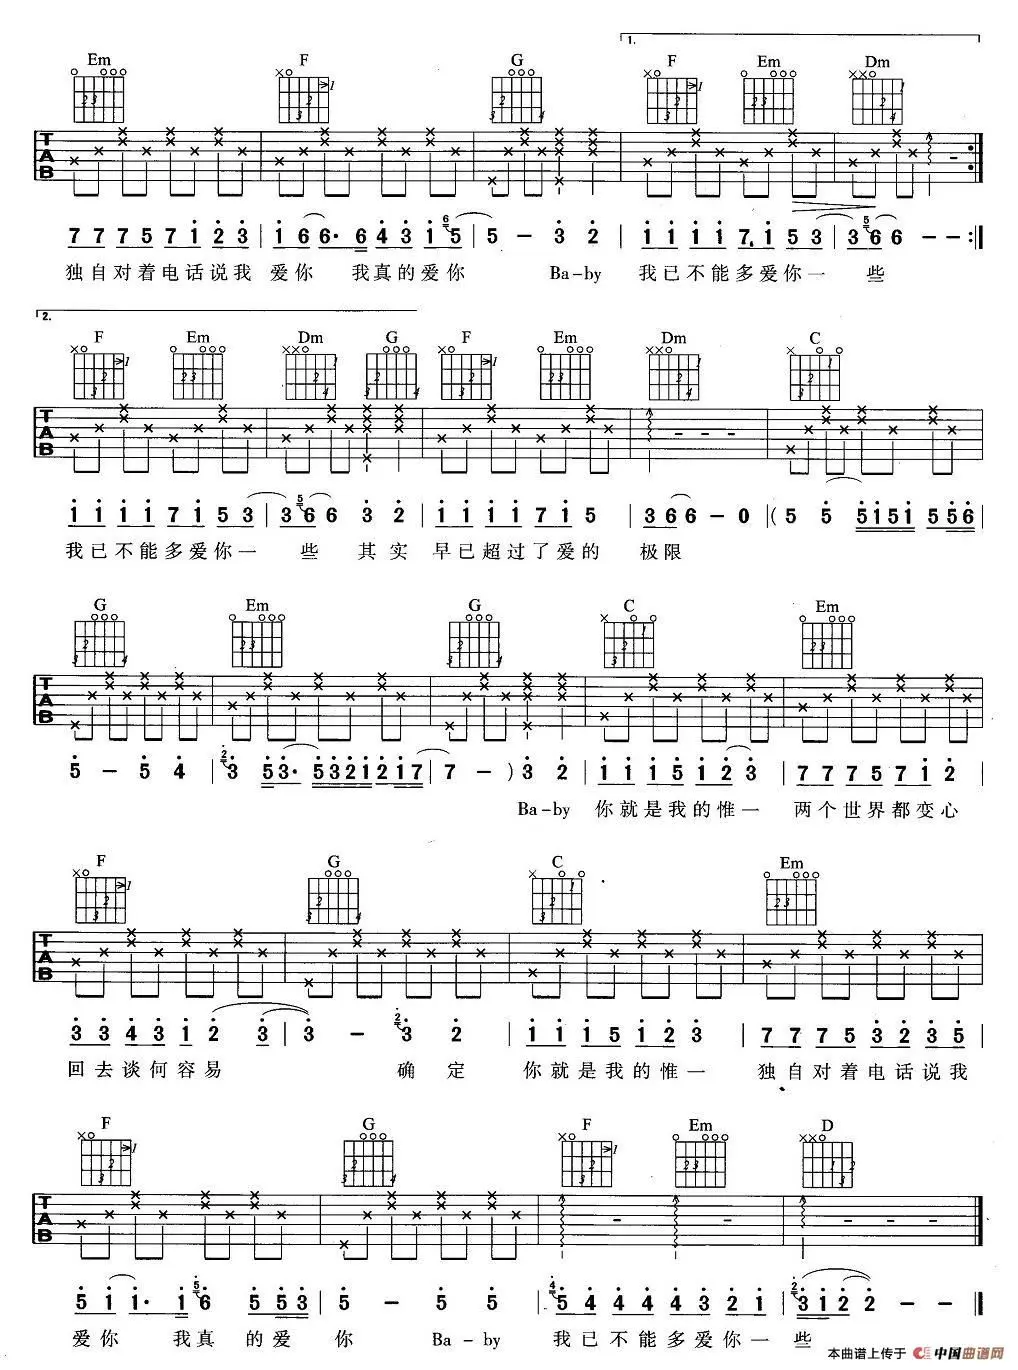 1.
Em F G F Em Dm
T A B
7 7 7 5 7 1 2 3 | 1 6 6· 6 4 3 1 6 5 | 5 - 3 2 | 1 1 1 1 7 1 5 3 | 3 5 6 6 - - :||
独自对着电话说我 爱你 我真的爱你 Ba-by 我已不能多爱你一 些
2.
F Em Dm G F Em Dm C
T A B
1 1 1 1 7 1 5 3 | 3 5 6 6 3 2 | 1 1 1 1 7 1 5 | 3 6 6 - 0 | ( 5 5 5 1 5 1 5 5 6
我已不能多爱你一 些 其实 早已超过了爱的 极限
G Em G C Em
T A B
5 - 5 4 | 2 3 5 3· 5 3 2 1 2 1 7 | 7 - ) 3 2 | 1 1 1 5 1 2 3 | 7 7 7 5 7 1 2
Ba-by 你就是我的惟一 两个世界都变心
F G C Em
T A B
3 3 4 3 1 2 3 | 3 - 2 3 2 | 1 1 1 5 1 2 3 | 7 7 7 5 3 2 3 5
回去谈何容易 确定 你就是我的惟一 独自对着电话说我
F G F Em D
T A B
5 1 1· 1 5 6 5 5 3 | 5 - 5 5 | 4 5 4 4 4 4 3 2 1 | 2 3 1 2 2 - - ||
爱你 我真的爱你 Ba-by 我已不能多爱你一些
本曲谱上传于 中国曲谱网